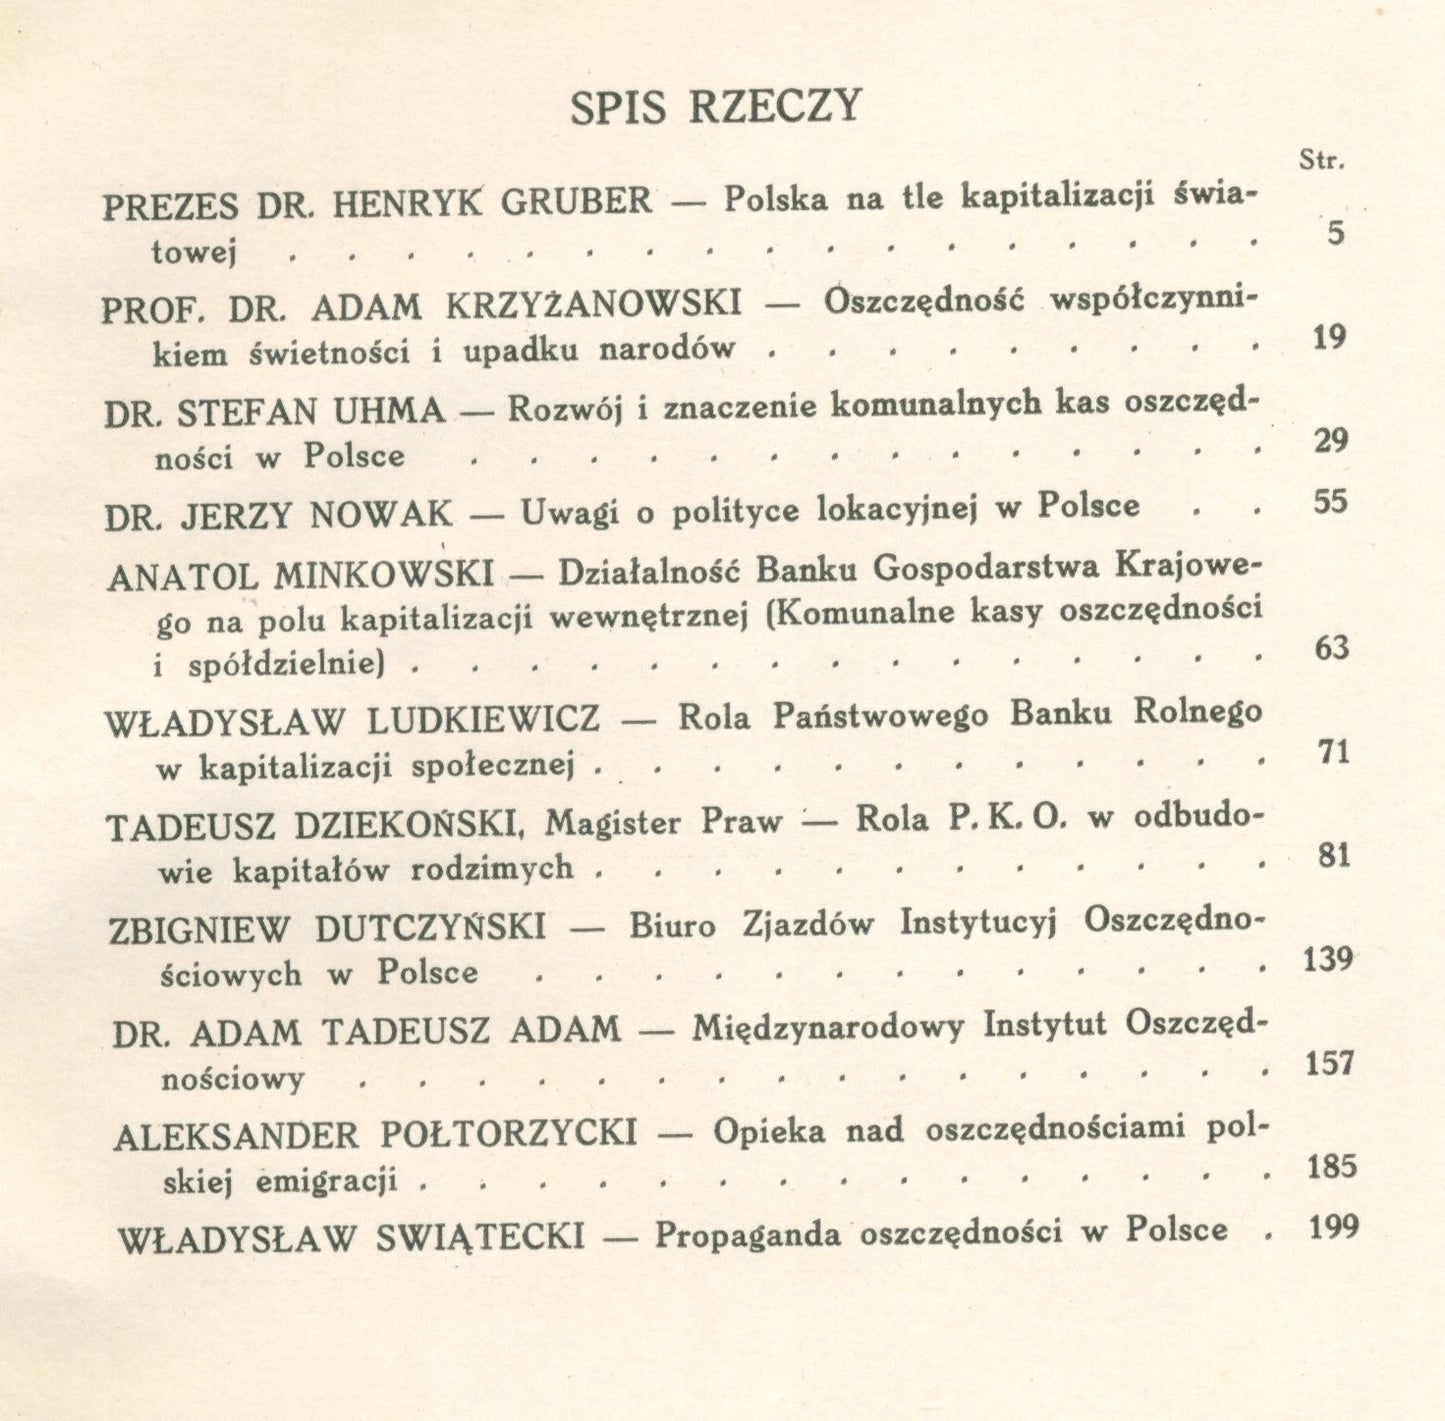 SPIS RZECZY
Str.
PREZES DR. HENRYK GRUBER — Polska na tle kapitalizacji świa-
towej . . . . . . . . . . . . . . . . . 5
PROF. DR. ADAM KRZYŻANOWSKI — Oszczędność współczynni-
kiem świetności i upadku narodów . . . . . . . . . 19
DR. STEFAN UHMA — Rozwój i znaczenie komunalnych kas oszczęd-
ności w Polsce . . . . . . . . . . . . . . 29
DR. JERZY NOWAK — Uwagi o polityce lokacyjnej w Polsce . . 55
ANATOL MINKOWSKI — Działalność Banku Gospodarstwa Krajowe-
go na polu kapitalizacji wewnętrznej (Komunalne kasy oszczędności
i spółdzielnie) . . . . . . . . . . . . . . . 63
WŁADYSŁAW LUDKIEWICZ — Rola Państwowego Banku Rolnego
w kapitalizacji społecznej . . . . . . . . . . . . 71
TADEUSZ DZIEKOŃSKI, Magister Praw — Rola P. K. O. w odbudo-
wie kapitałów rodzimych . . . . . . . . . . . . 81
ZBIGNIEW DUTCZYŃSKI — Biuro Zjazdów Instytucyj Oszczędno-
ściowych w Polsce . . . . . . . . . . . . . 139
DR. ADAM TADEUSZ ADAM — Międzynarodowy Instytut Oszczęd-
nościowy . . . . . . . . . . . . . . . . 157
ALEKSANDER POŁTORZYCKI — Opieka nad oszczędnościami pol-
skiej emigracji . . . . . . . . . . . . . . . 185
WŁADYSŁAW SWIĄTECKI — Propaganda oszczędności w Polsce . 199